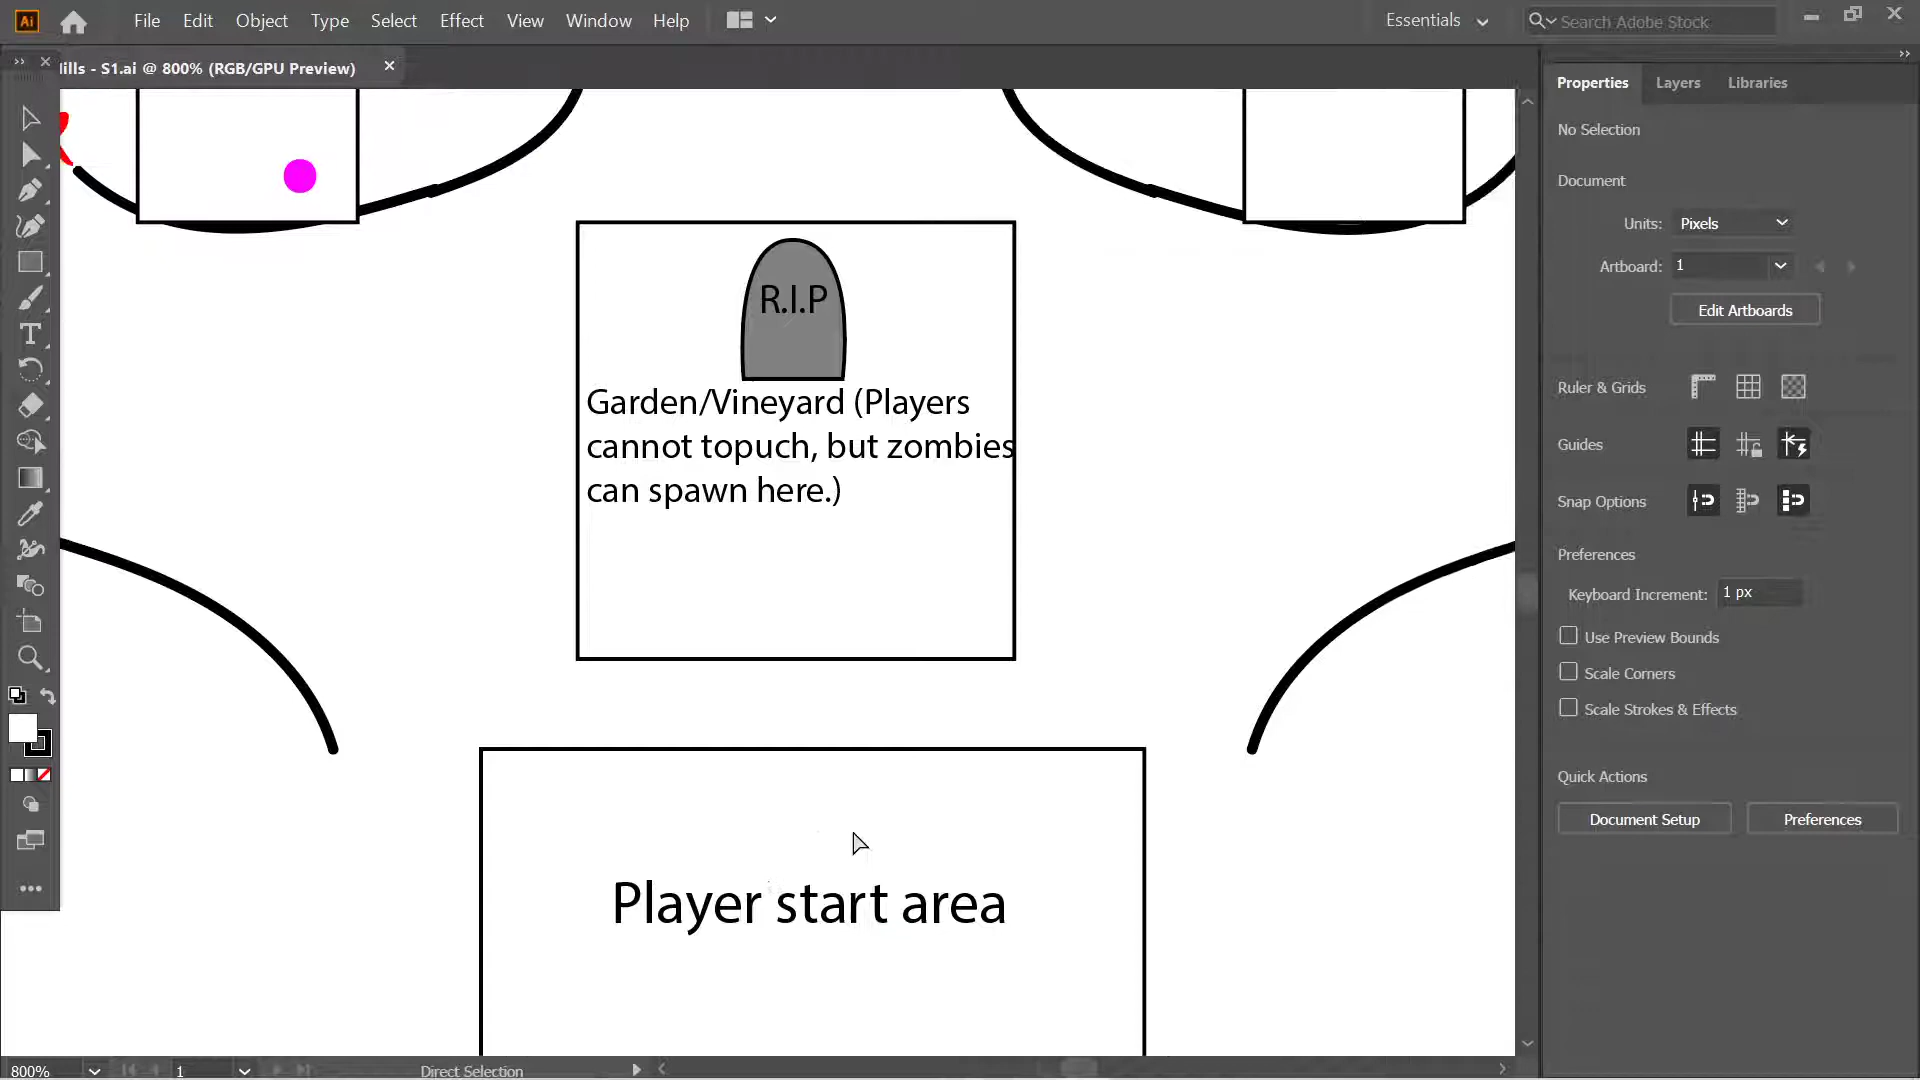 Ai File Edit Object Type Select Effect View Window Help Essentials Search Adobe Stock
ills - S1.ai @ 800% (RGB/GPU Preview)
R.I.P
Garden/Vineyard (Players
cannot topuch, but zombies
can spawn here.)
Player start area
Properties Layers Libraries
No Selection
Document
Units: Pixels
Artboard: 1
Edit Artboards
Ruler & Grids
Guides
Snap Options
Preferences
Keyboard Increment: 1 px
Use Preview Bounds
Scale Corners
Scale Strokes & Effects
Quick Actions
Document Setup Preferences
800% 1 Direct Selection